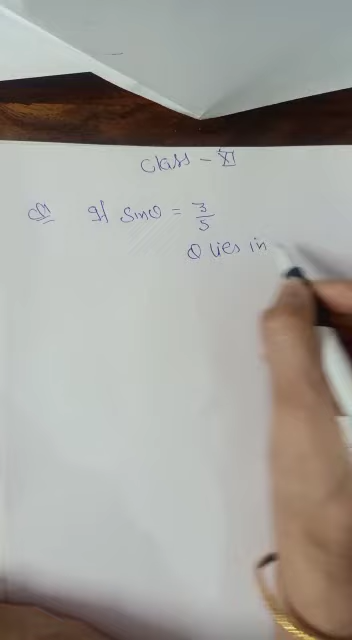 Class - XI
Q1 If Sinθ = 3/5
θ lies in